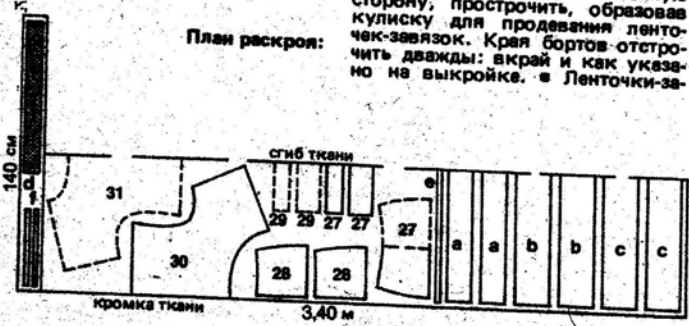 сторону, прострочить, образовав
кулиску для продевания ленто-
чек-завязок. Края бортов отстро-
чить дважды: вкрай и как указа-
но на выкройке. • Ленточки-за-
План раскроя:
сгиб ткани
140 см
d
f
31
30
29 29 27 27
28 28
27
e
a a b b c c
кромка ткани
3,40 м